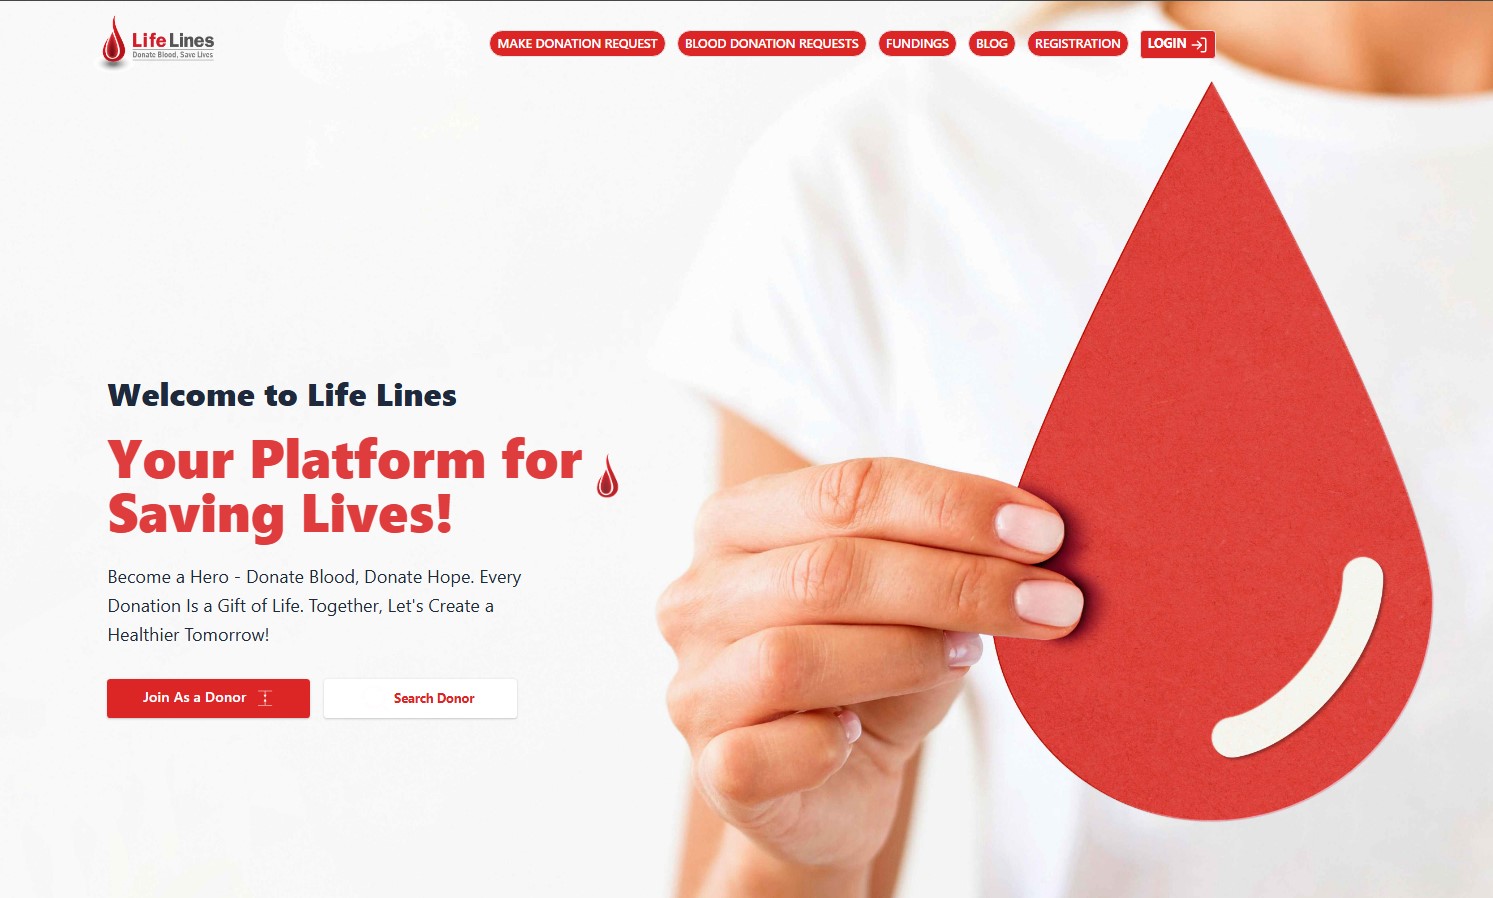 Life Lines
Donate Blood, Save Lives
MAKE DONATION REQUEST
BLOOD DONATION REQUESTS
FUNDINGS
BLOG
REGISTRATION
LOGIN
Welcome to Life Lines
Your Platform for
Saving Lives!
Become a Hero - Donate Blood, Donate Hope. Every
Donation Is a Gift of Life. Together, Let's Create a
Healthier Tomorrow!
Join As a Donor
Search Donor